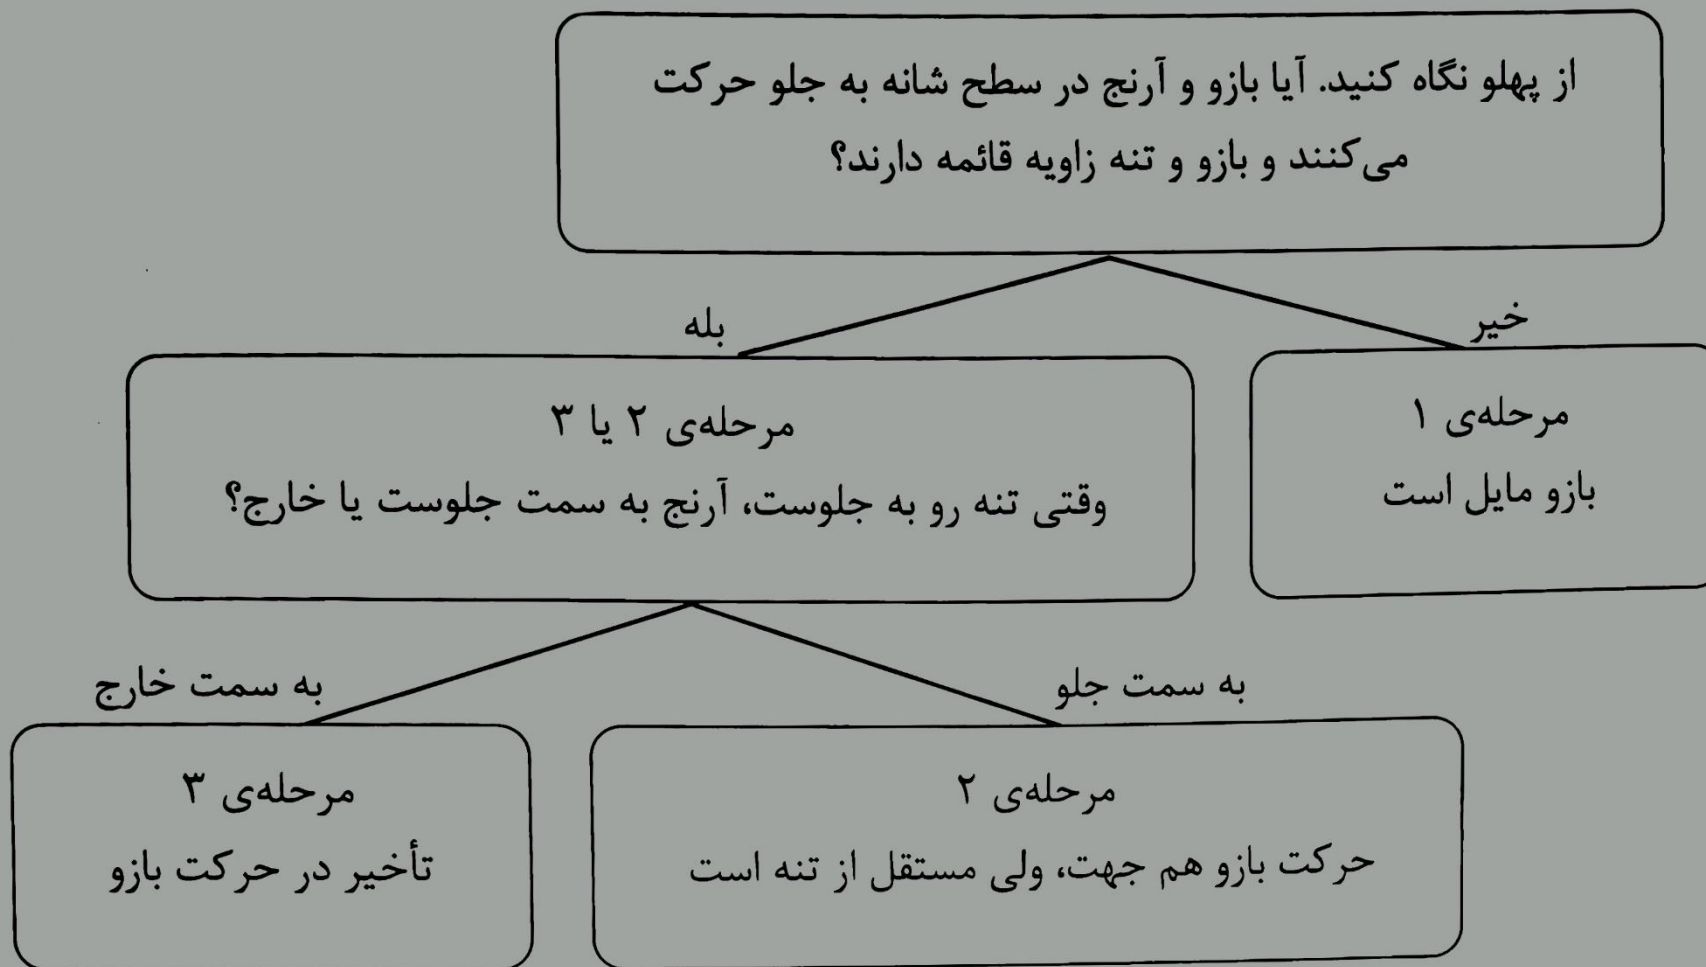 از پهلو نگاه کنید. آیا بازو و آرنج در سطح شانه به جلو حرکت
می‌کنند و بازو و تنه زاویه قائمه دارند؟
خیر
بله
مرحله‌ی ۱
بازو مایل است
مرحله‌ی ۲ یا ۳
وقتی تنه رو به جلوست، آرنج به سمت جلوست یا خارج؟
به سمت جلو
به سمت خارج
مرحله‌ی ۲
حرکت بازو هم جهت، ولی مستقل از تنه است
مرحله‌ی ۳
تأخیر در حرکت بازو